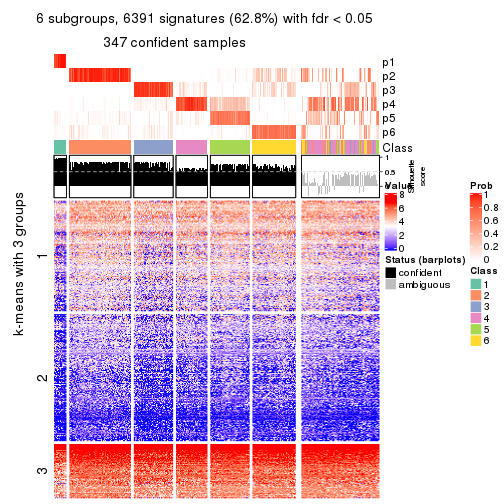 6 subgroups, 6391 signatures (62.8%) with fdr < 0.05
347 confident samples
p1
p2
p3
p4
p5
p6
Class
1
0.5
0
Silhouette
score
k-means with 3 groups
1
2
3
Value
8
6
4
2
0
Status (barplots)
confident
ambiguous
Prob
1
0.8
0.6
0.4
0.2
0
Class
1
2
3
4
5
6